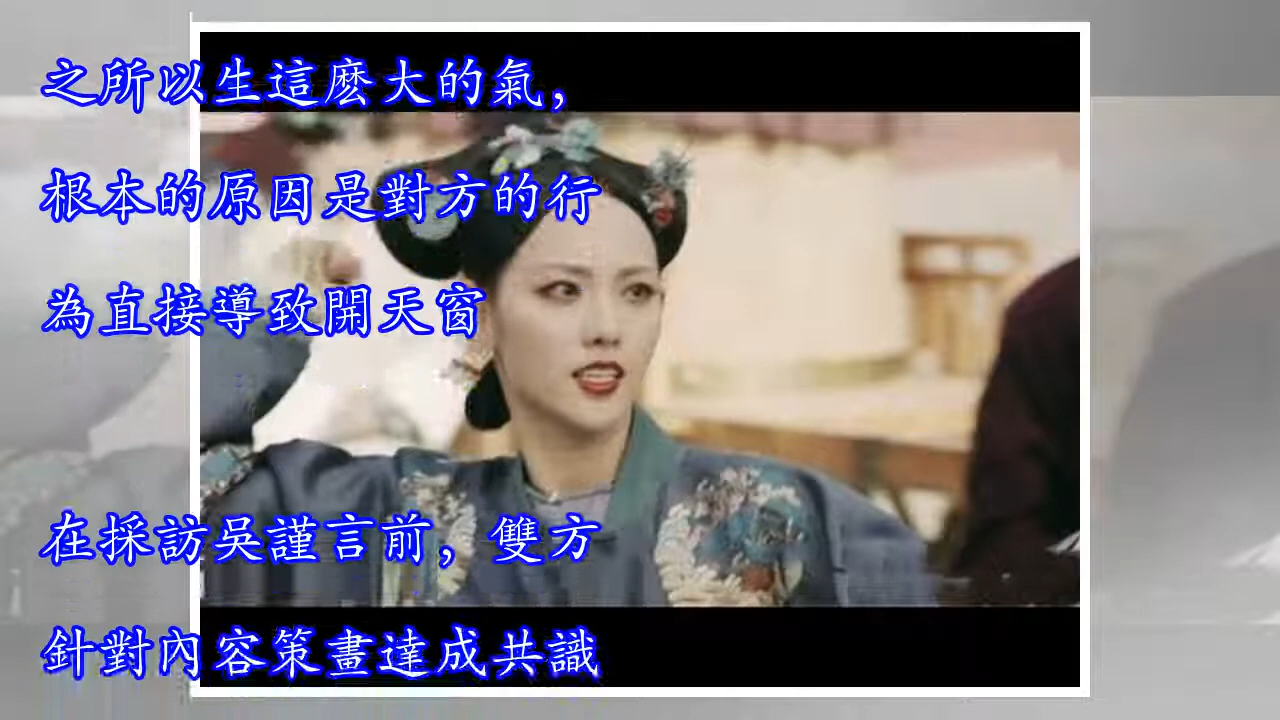 之所以生這麽大的氣，
根本的原因是對方的行
為直接導致開天窗
在採訪吳謹言前，雙方
針對內容策畫達成共識